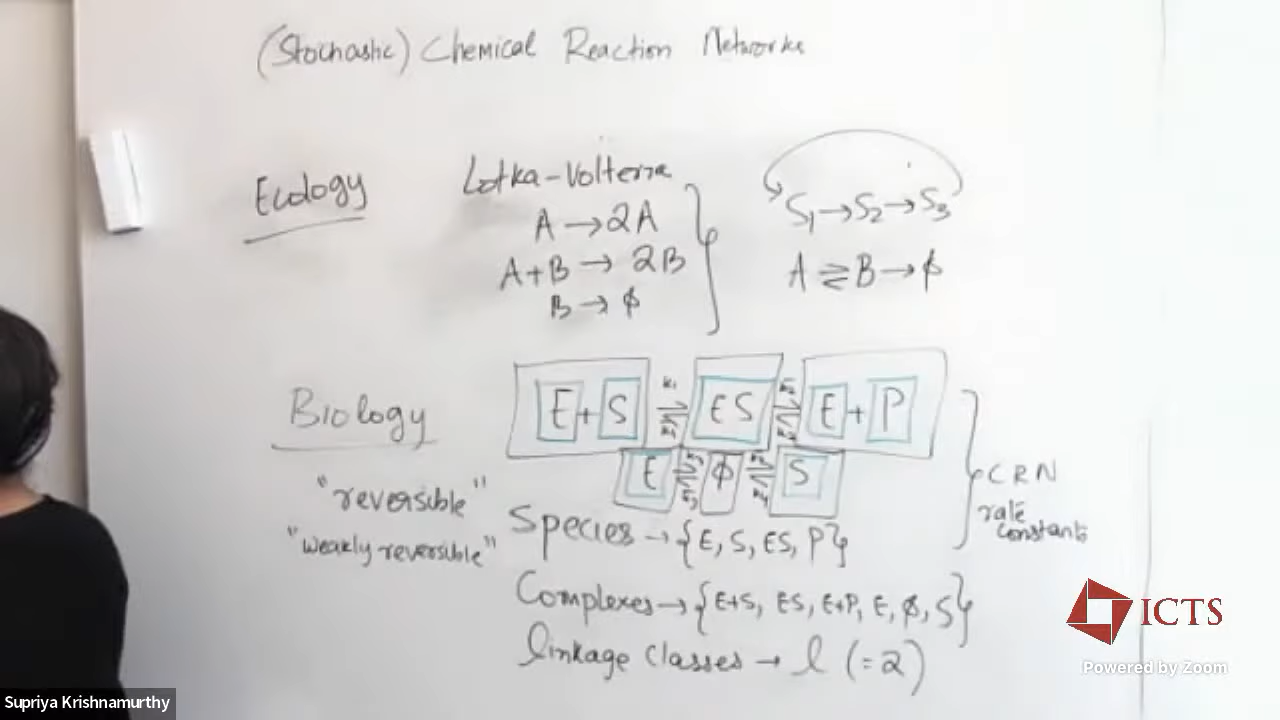 (Stochastic) Chemical Reaction Networks
Ecology
Lotka-Volterra
A → 2A
A+B → 2B
B → ϕ
S₁ → S₂ → S₃
A ⇌ B → ϕ
Biology
E + S ⇌ ES ⇌ E + P
k₁
E ⇌ ϕ ⇌ S
CRN
rate
constants
"reversible"
"weakly reversible"
Species → {E, S, ES, P}
Complexes → {E+S, ES, E+P, E, ϕ, S}
linkage classes → l (=2)
ICTS
Powered by Zoom
Supriya Krishnamurthy